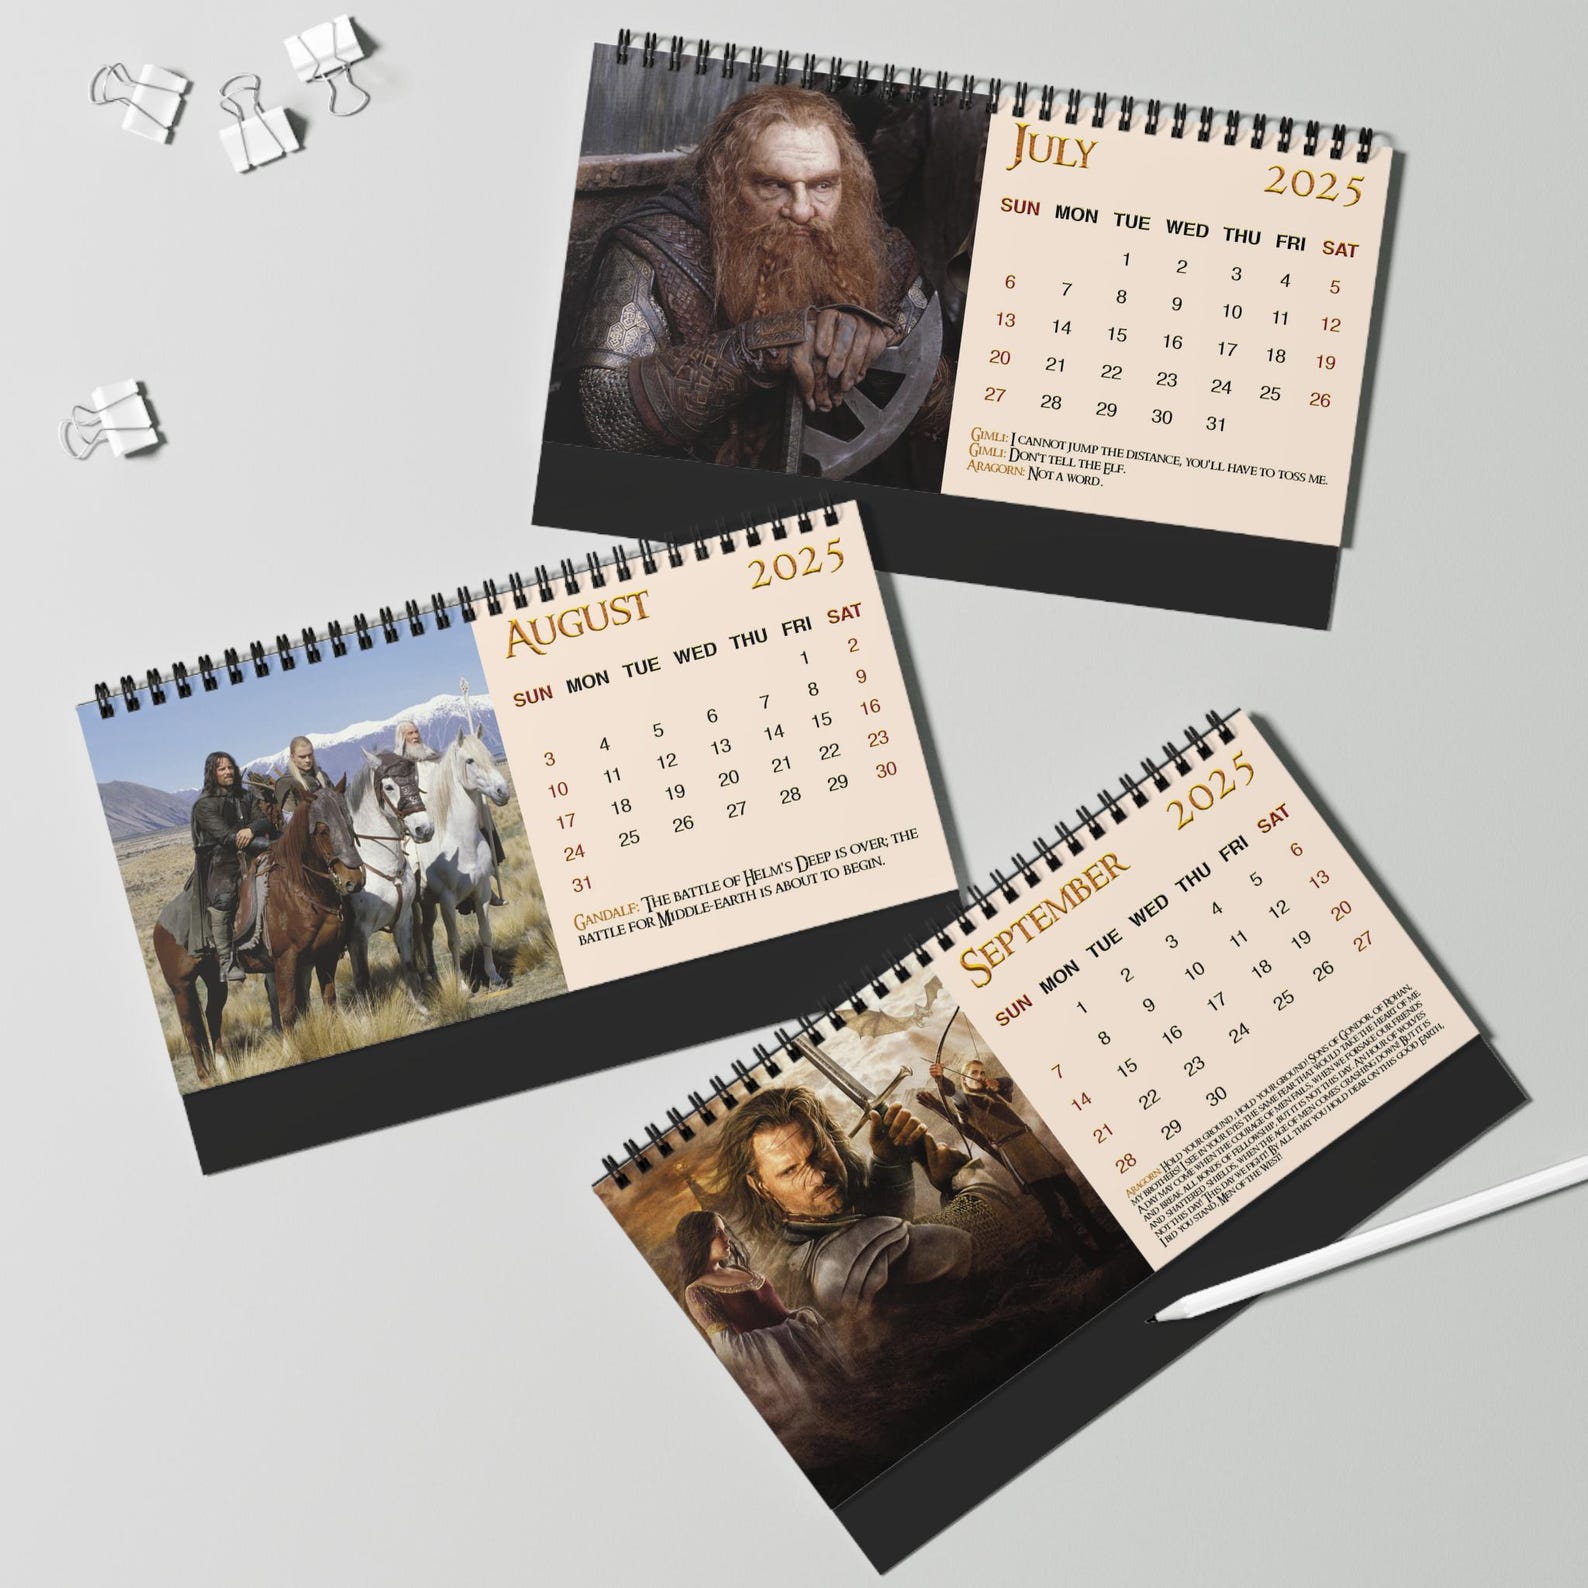 JULY
2025
SUN MON TUE WED THU FRI SAT
1 2 3 4 5
6 7 8 9 10 11 12
13 14 15 16 17 18 19
20 21 22 23 24 25 26
27 28 29 30 31
GIMLI: I CANNOT JUMP THE DISTANCE, YOU'LL HAVE TO TOSS ME.
GIMLI: DON'T TELL THE ELF.
ARAGORN: NOT A WORD.
AUGUST
2025
SUN MON TUE WED THU FRI SAT
1 2
3 4 5 6 7 8 9
10 11 12 13 14 15 16
17 18 19 20 21 22 23
24 25 26 27 28 29 30
31
GANDALF: THE BATTLE OF HELM'S DEEP IS OVER; THE
BATTLE FOR MIDDLE-EARTH IS ABOUT TO BEGIN.
SEPTEMBER
2025
SUN MON TUE WED THU FRI SAT
1 2 3 4 5 6
7 8 9 10 11 12 13
14 15 16 17 18 19 20
21 22 23 24 25 26 27
28 29 30
ARAGORN: HOLD YOUR GROUND, HOLD YOUR GROUND! SONS OF GONDOR, OF ROHAN,
MY BROTHERS! I SEE IN YOUR EYES THE SAME FEAR THAT WOULD TAKE THE HEART OF ME.
A DAY MAY COME WHEN THE COURAGE OF MEN FAILS, WHEN WE FORSAKE OUR FRIENDS
AND BREAK ALL BONDS OF FELLOWSHIP, BUT IT IS NOT THIS DAY. AN HOUR OF WOLVES
AND SHATTERED SHIELDS, WHEN THE AGE OF MEN COMES CRASHING DOWN! BUT IT IS
NOT THIS DAY! THIS DAY WE FIGHT! BY ALL THAT YOU HOLD DEAR ON THIS GOOD EARTH,
I BID YOU STAND, MEN OF THE WEST!